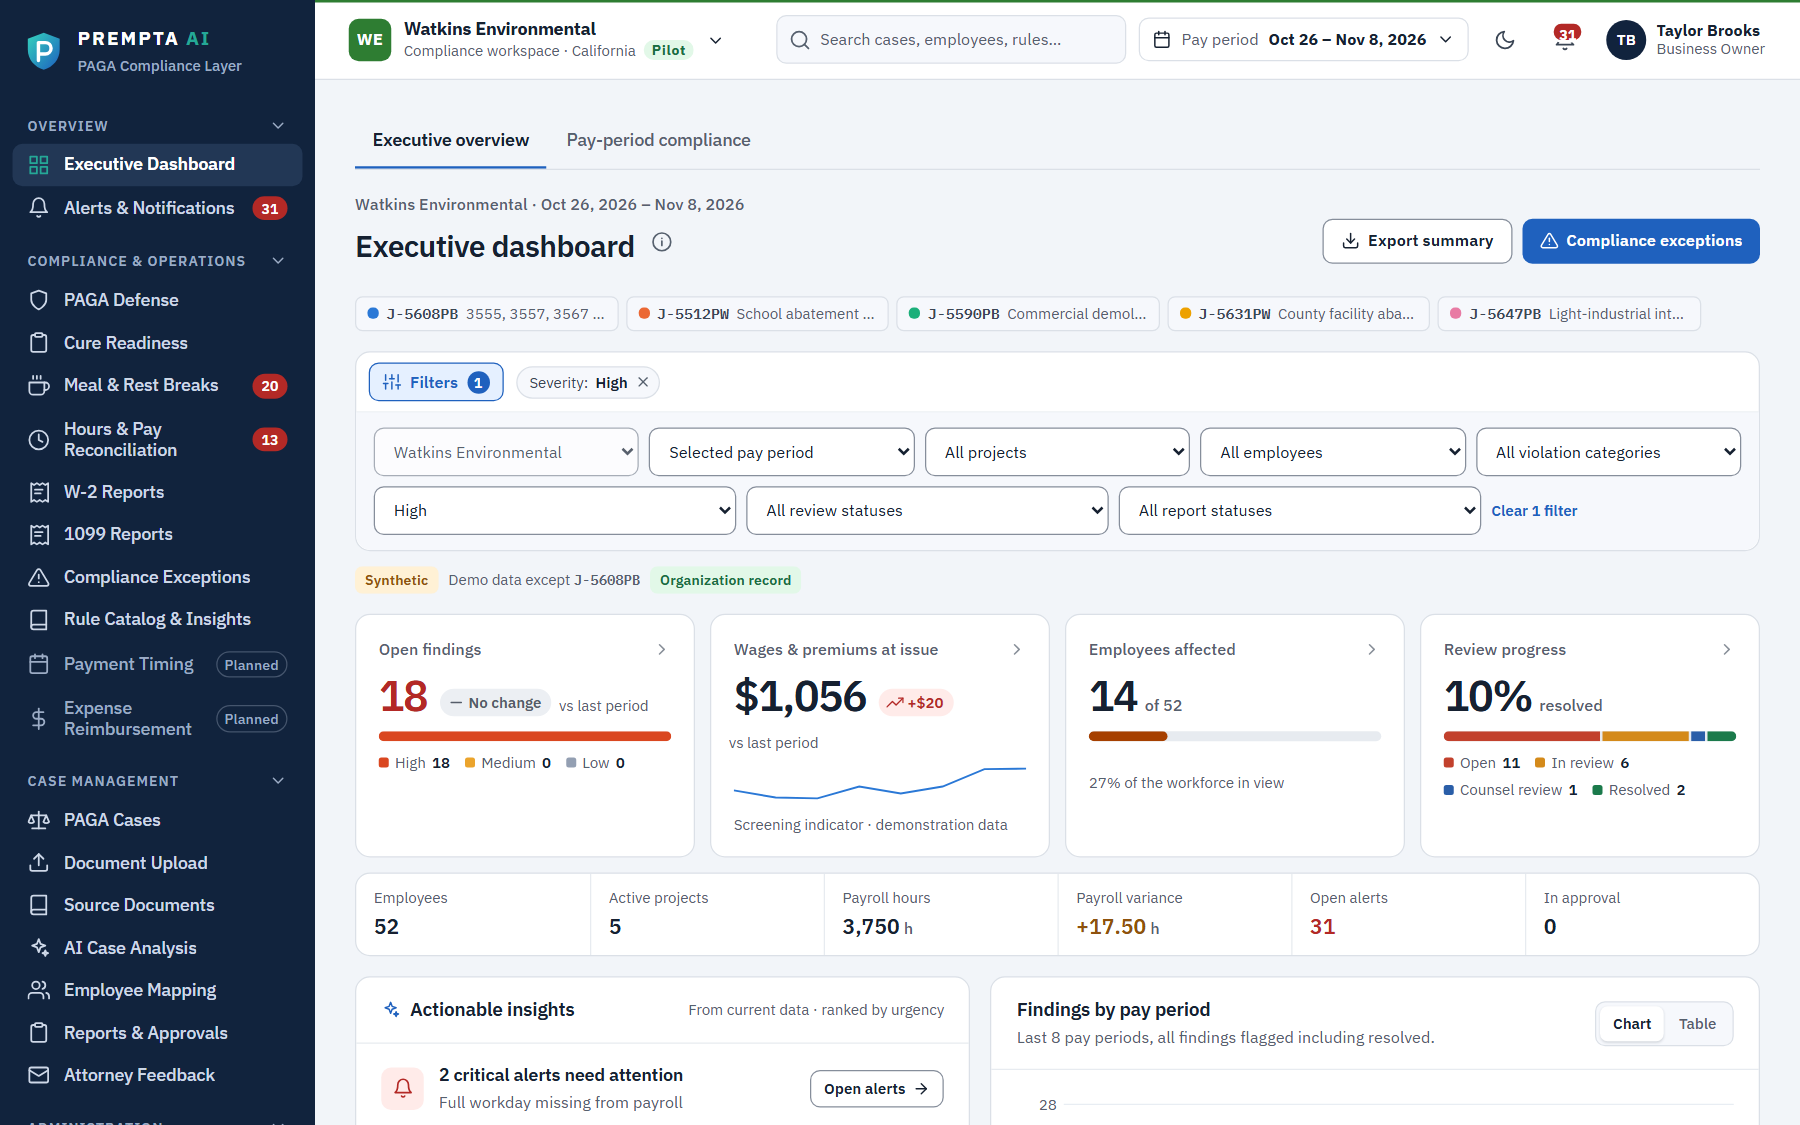 PREMPTA AI
PAGA Compliance Layer
OVERVIEW
Executive Dashboard
Alerts & Notifications 31
COMPLIANCE & OPERATIONS
PAGA Defense
Cure Readiness
Meal & Rest Breaks 20
Hours & Pay
Reconciliation 13
W-2 Reports
1099 Reports
Compliance Exceptions
Rule Catalog & Insights
Payment Timing Planned
Expense
Reimbursement Planned
CASE MANAGEMENT
PAGA Cases
Document Upload
Source Documents
AI Case Analysis
Employee Mapping
Reports & Approvals
Attorney Feedback
WE Watkins Environmental
Compliance workspace · California Pilot
Search cases, employees, rules...
Pay period Oct 26 – Nov 8, 2026
31
TB Taylor Brooks
Business Owner
Executive overview Pay-period compliance
Watkins Environmental · Oct 26, 2026 – Nov 8, 2026
Executive dashboard
Export summary Compliance exceptions
J-5608PB 3555, 3557, 3567 ... J-5512PW School abatement ... J-5590PB Commercial demol... J-5631PW County facility aba... J-5647PB Light-industrial int...
Filters 1 Severity: High
Watkins Environmental Selected pay period All projects All employees All violation categories
High All review statuses All report statuses Clear 1 filter
Synthetic Demo data except J-5608PB Organization record
Open findings
18 No change vs last period
High 18 Medium 0 Low 0
Wages & premiums at issue
$1,056 +$20
vs last period
Screening indicator · demonstration data
Employees affected
14 of 52
27% of the workforce in view
Review progress
10% resolved
Open 11 In review 6
Counsel review 1 Resolved 2
Employees
52
Active projects
5
Payroll hours
3,750 h
Payroll variance
+17.50 h
Open alerts
31
In approval
0
Actionable insights From current data · ranked by urgency
2 critical alerts need attention
Full workday missing from payroll
Open alerts
Findings by pay period
Last 8 pay periods, all findings flagged including resolved.
Chart Table
28